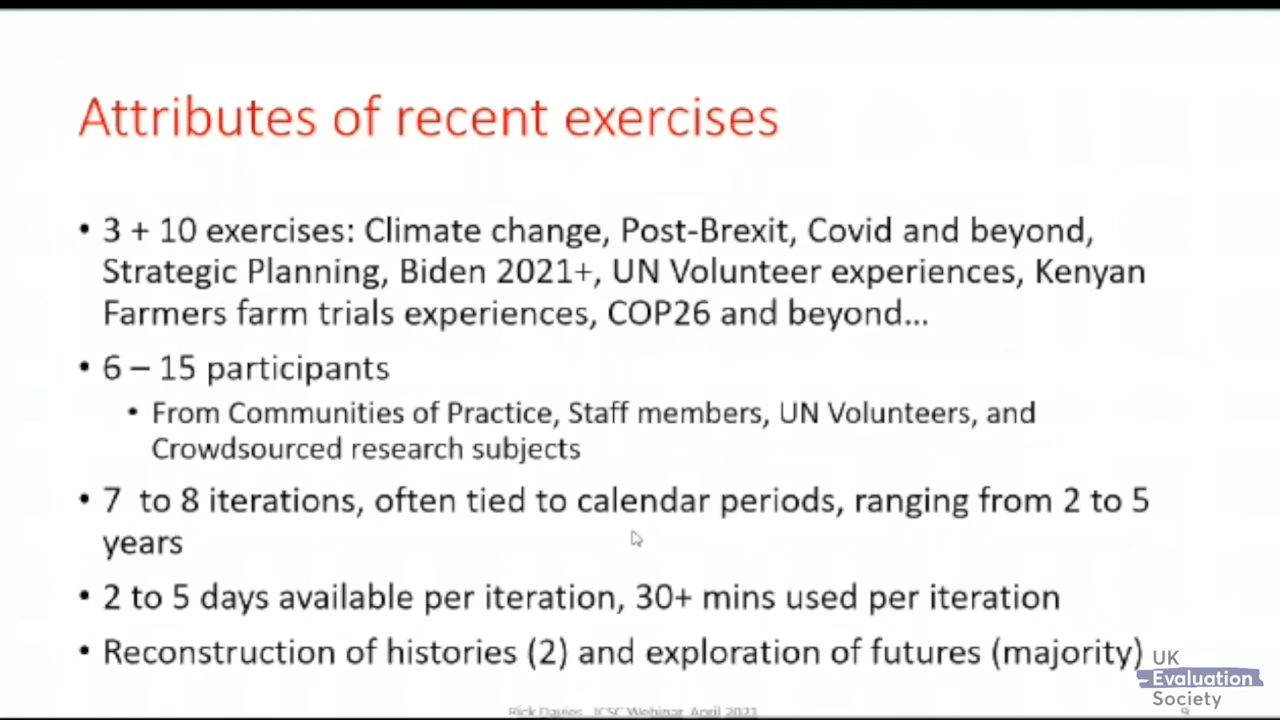 Attributes of recent exercises
• 3 + 10 exercises: Climate change, Post-Brexit, Covid and beyond,
Strategic Planning, Biden 2021+, UN Volunteer experiences, Kenyan
Farmers farm trials experiences, COP26 and beyond...
• 6 – 15 participants
• From Communities of Practice, Staff members, UN Volunteers, and
Crowdsourced research subjects
• 7 to 8 iterations, often tied to calendar periods, ranging from 2 to 5
years
• 2 to 5 days available per iteration, 30+ mins used per iteration
• Reconstruction of histories (2) and exploration of futures (majority)
UK
Evaluation
Society
Rick Davies, ICSC Webinar, April 2021
9